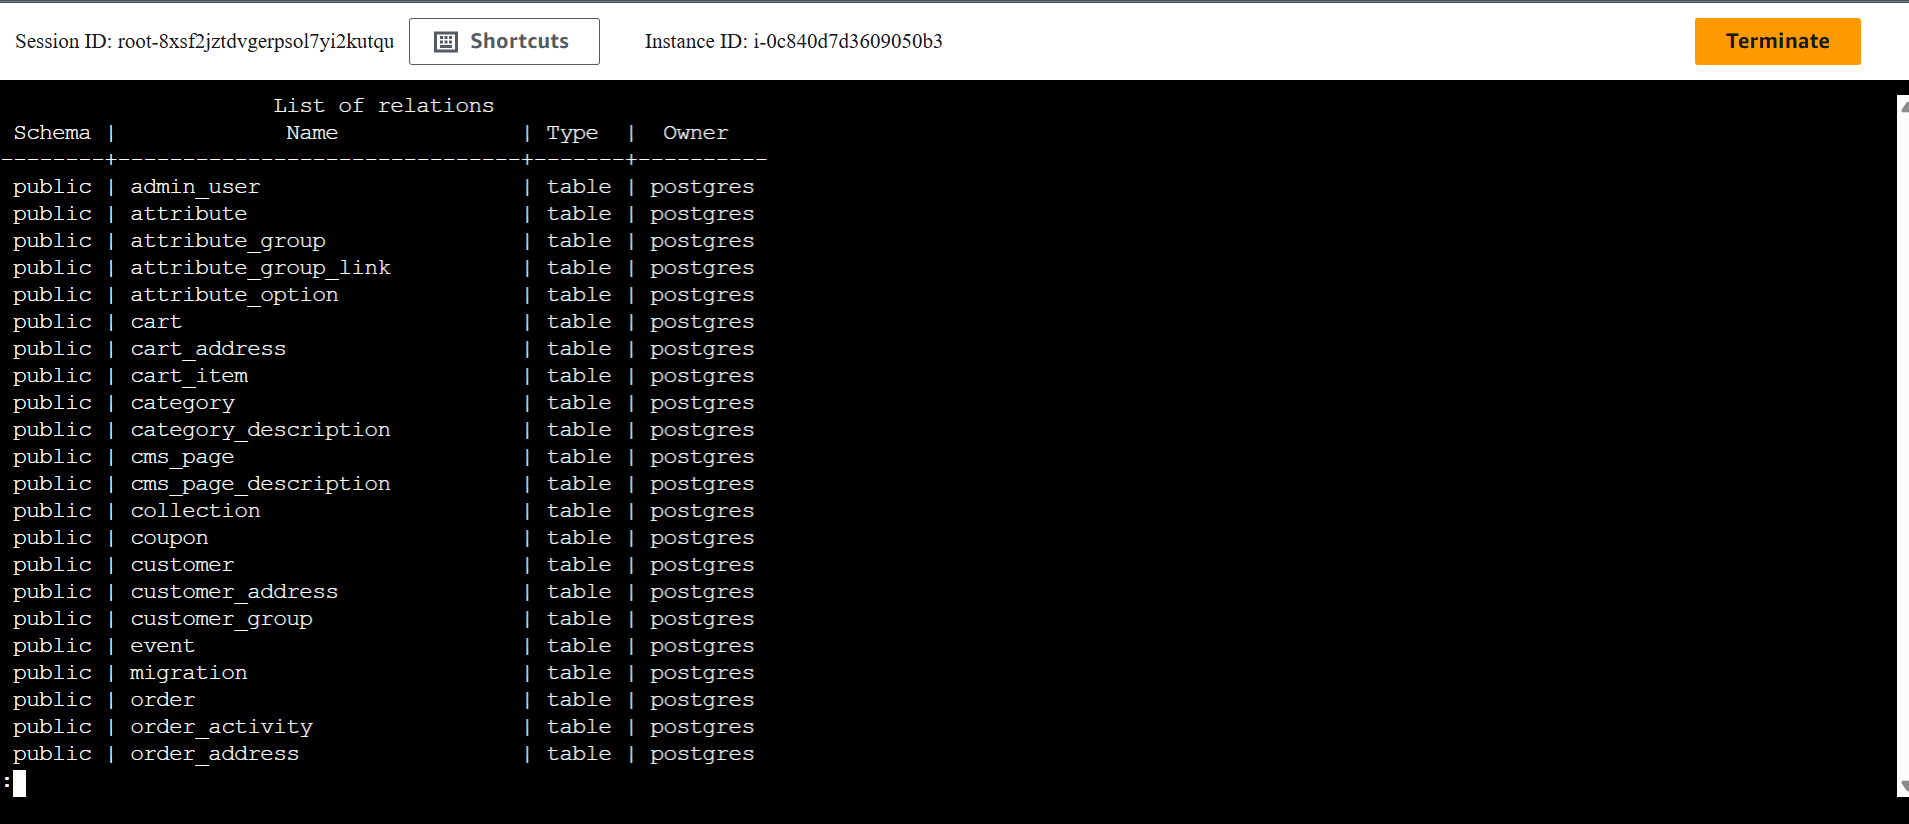 Session ID: root-8xsf2jztdvgerpsol7yi2kutqu Shortcuts Instance ID: i-0c840d7d3609050b3 Terminate
List of relations
Schema | Name | Type | Owner
--------+-------------------------------+-------+----------
public | admin_user | table | postgres
public | attribute | table | postgres
public | attribute_group | table | postgres
public | attribute_group_link | table | postgres
public | attribute_option | table | postgres
public | cart | table | postgres
public | cart_address | table | postgres
public | cart_item | table | postgres
public | category | table | postgres
public | category_description | table | postgres
public | cms_page | table | postgres
public | cms_page_description | table | postgres
public | collection | table | postgres
public | coupon | table | postgres
public | customer | table | postgres
public | customer_address | table | postgres
public | customer_group | table | postgres
public | event | table | postgres
public | migration | table | postgres
public | order | table | postgres
public | order_activity | table | postgres
public | order_address | table | postgres
: